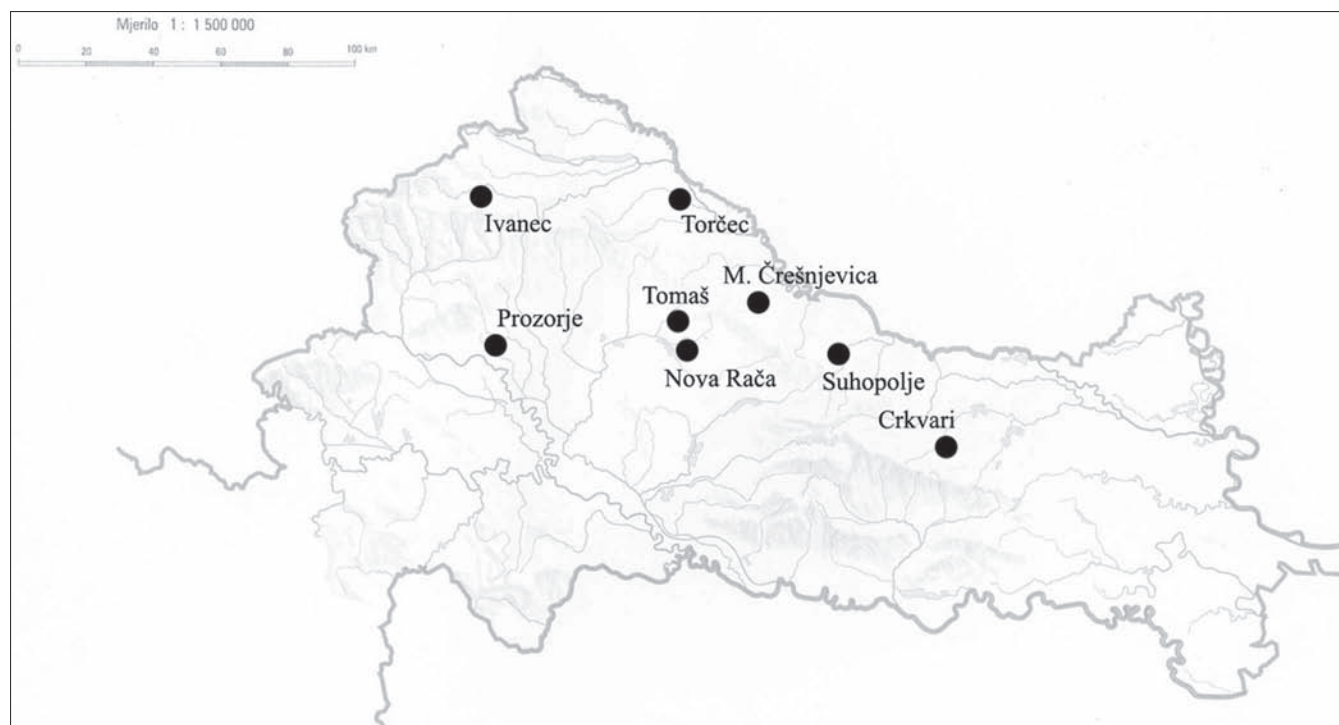 Mjerilo 1 : 1 500 000
0 20 40 60 80 100 km
Ivanec
Torčec
M. Črešnjevica
Tomaš
Prozorje
Nova Rača
Suhopolje
Crkvari